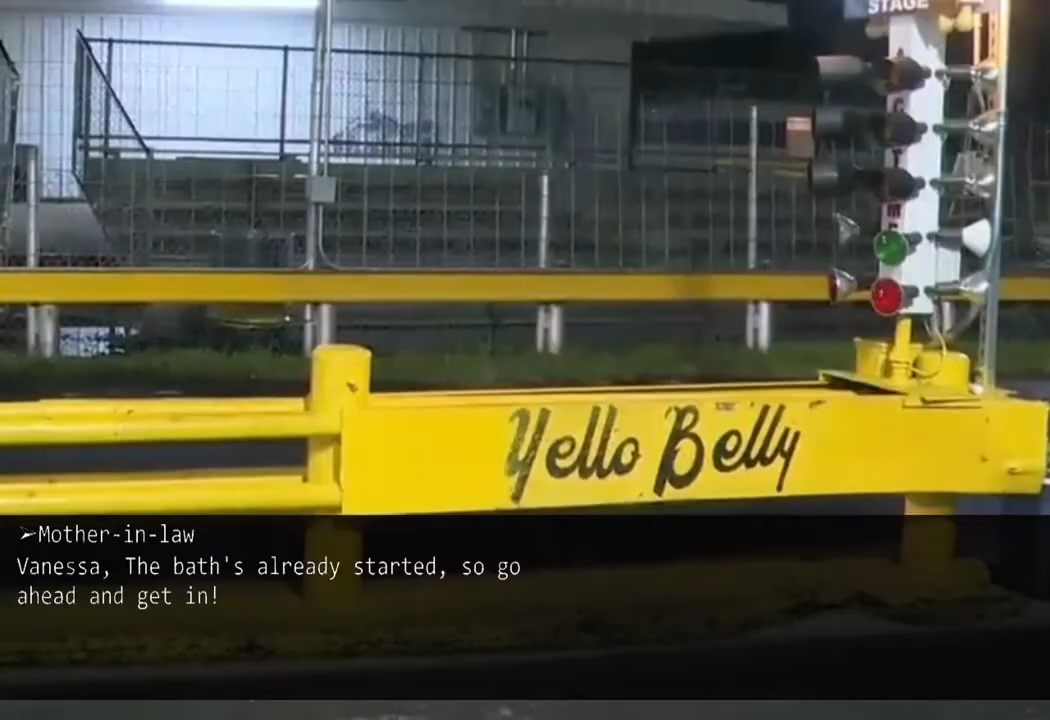 STAGE
Yello Belly
➢Mother-in-law
Vanessa, The bath's already started, so go
ahead and get in!